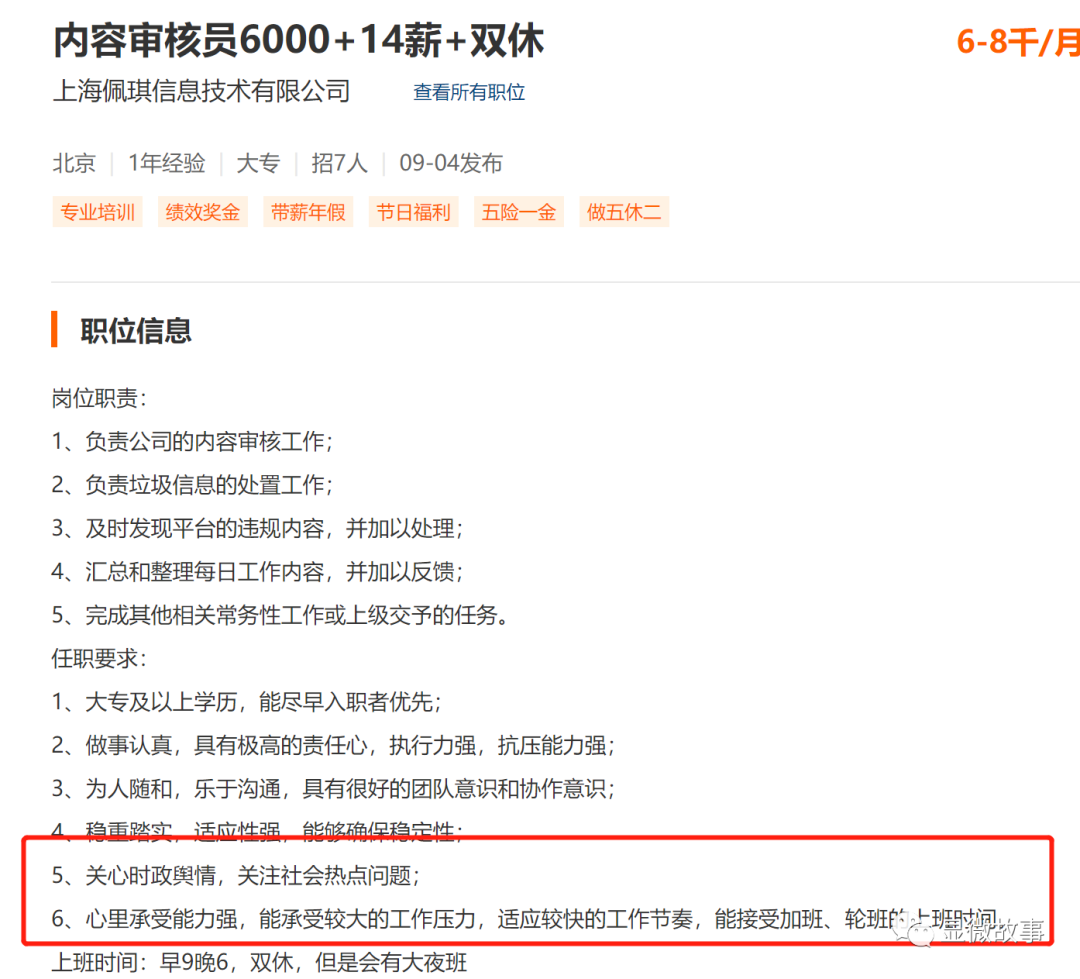 内容审核员6000+14薪+双休
6-8千/月
上海佩琪信息技术有限公司 查看所有职位
北京 1年经验 大专 招7人 09-04发布
专业培训 绩效奖金 带薪年假 节日福利 五险一金 做五休二
职位信息
岗位职责：
1、负责公司的内容审核工作；
2、负责垃圾信息的处置工作；
3、及时发现平台的违规内容，并加以处理；
4、汇总和整理每日工作内容，并加以反馈；
5、完成其他相关常务性工作或上级交予的任务。
任职要求：
1、大专及以上学历，能尽早入职者优先；
2、做事认真，具有极高的责任心，执行力强，抗压能力强；
3、为人随和，乐于沟通，具有很好的团队意识和协作意识；
4、稳重踏实，适应性强，能够确保稳定性；
5、关心时政舆情，关注社会热点问题；
6、心里承受能力强，能承受较大的工作压力，适应较快的工作节奏，能接受加班、轮班的上班时间
显微故事
上班时间：早9晚6，双休，但是会有大夜班